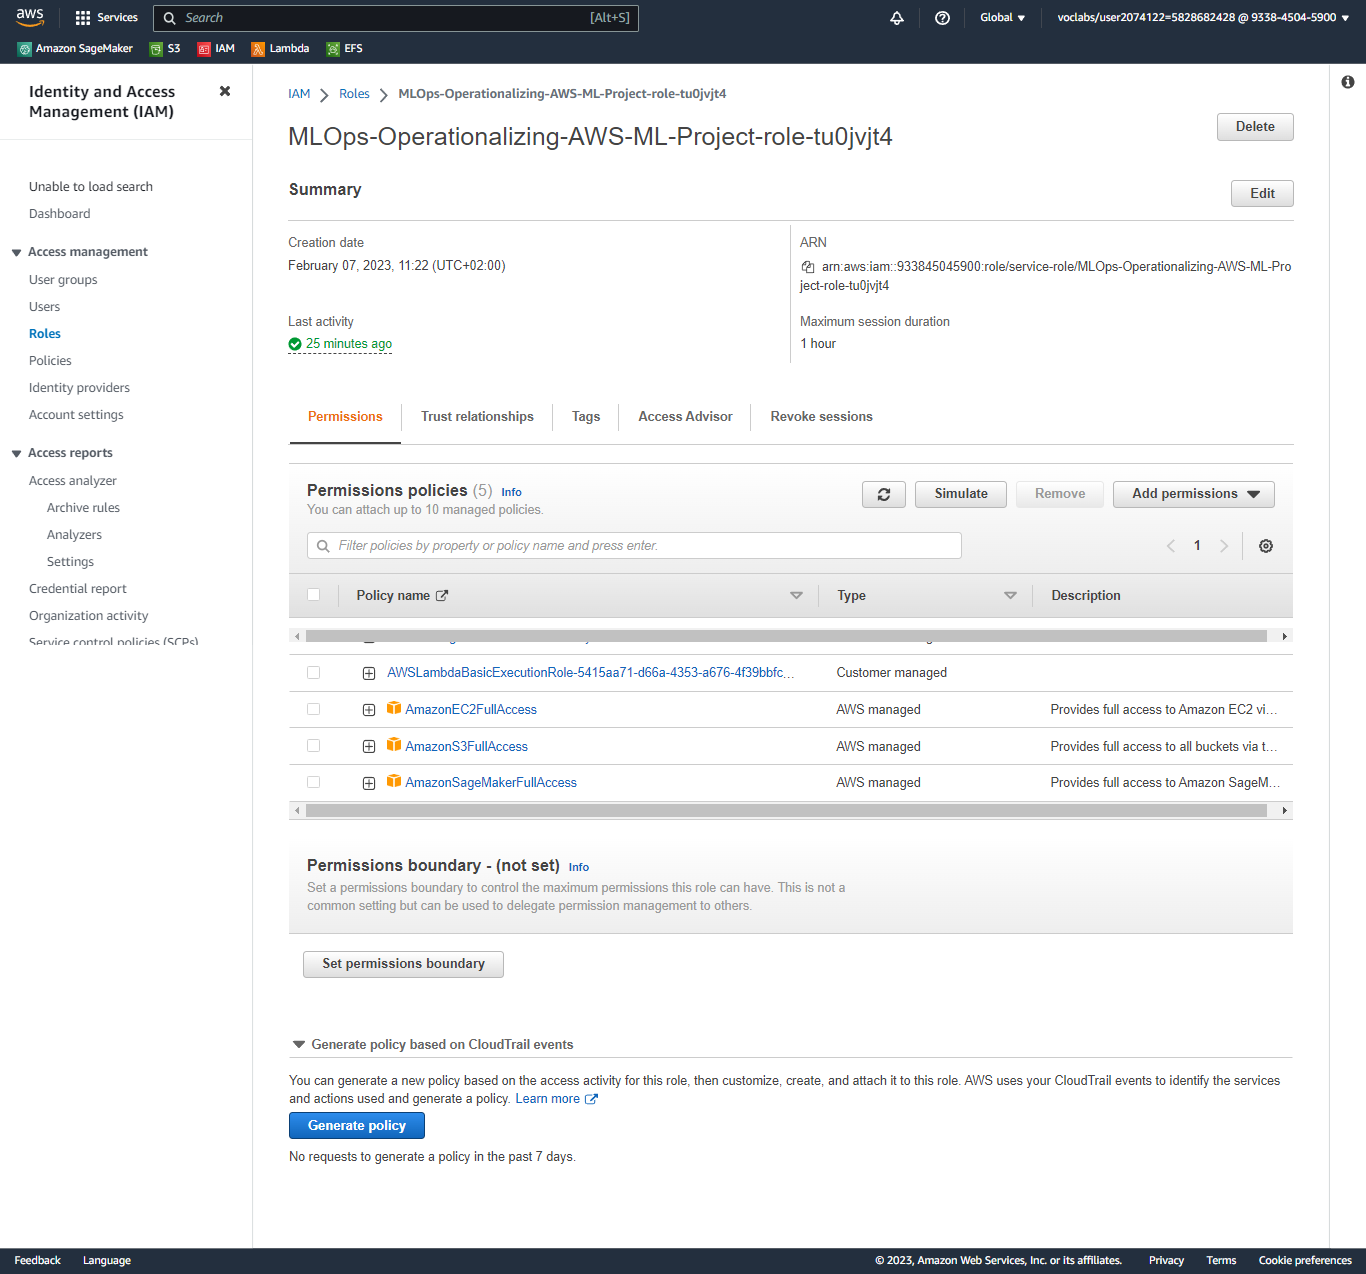 aws
Services
Search
[Alt+S]
Global
voclabs/user2074122=5828682428 @ 9338-4504-5900
Amazon SageMaker
S3
IAM
Lambda
EFS
Identity and Access
Management (IAM)
Unable to load search
Dashboard
Access management
User groups
Users
Roles
Policies
Identity providers
Account settings
Access reports
Access analyzer
Archive rules
Analyzers
Settings
Credential report
Organization activity
Service control policies (SCPs)
IAM
Roles
MLOps-Operationalizing-AWS-ML-Project-role-tu0jvjt4
MLOps-Operationalizing-AWS-ML-Project-role-tu0jvjt4
Delete
Summary
Edit
Creation date
February 07, 2023, 11:22 (UTC+02:00)
ARN
arn:aws:iam::933845045900:role/service-role/MLOps-Operationalizing-AWS-ML-Pro
ject-role-tu0jvjt4
Last activity
25 minutes ago
Maximum session duration
1 hour
Permissions
Trust relationships
Tags
Access Advisor
Revoke sessions
Permissions policies (5) Info
You can attach up to 10 managed policies.
Simulate
Remove
Add permissions
Filter policies by property or policy name and press enter.
1
Policy name
Type
Description
AWSLambdaBasicExecutionRole-5415aa71-d66a-4353-a676-4f39bbfc...
Customer managed
AmazonEC2FullAccess
AWS managed
Provides full access to Amazon EC2 vi...
AmazonS3FullAccess
AWS managed
Provides full access to all buckets via t...
AmazonSageMakerFullAccess
AWS managed
Provides full access to Amazon SageM...
Permissions boundary - (not set) Info
Set a permissions boundary to control the maximum permissions this role can have. This is not a
common setting but can be used to delegate permission management to others.
Set permissions boundary
Generate policy based on CloudTrail events
You can generate a new policy based on the access activity for this role, then customize, create, and attach it to this role. AWS uses your CloudTrail events to identify the services
and actions used and generate a policy. Learn more
Generate policy
No requests to generate a policy in the past 7 days.
Feedback
Language
© 2023, Amazon Web Services, Inc. or its affiliates.
Privacy
Terms
Cookie preferences